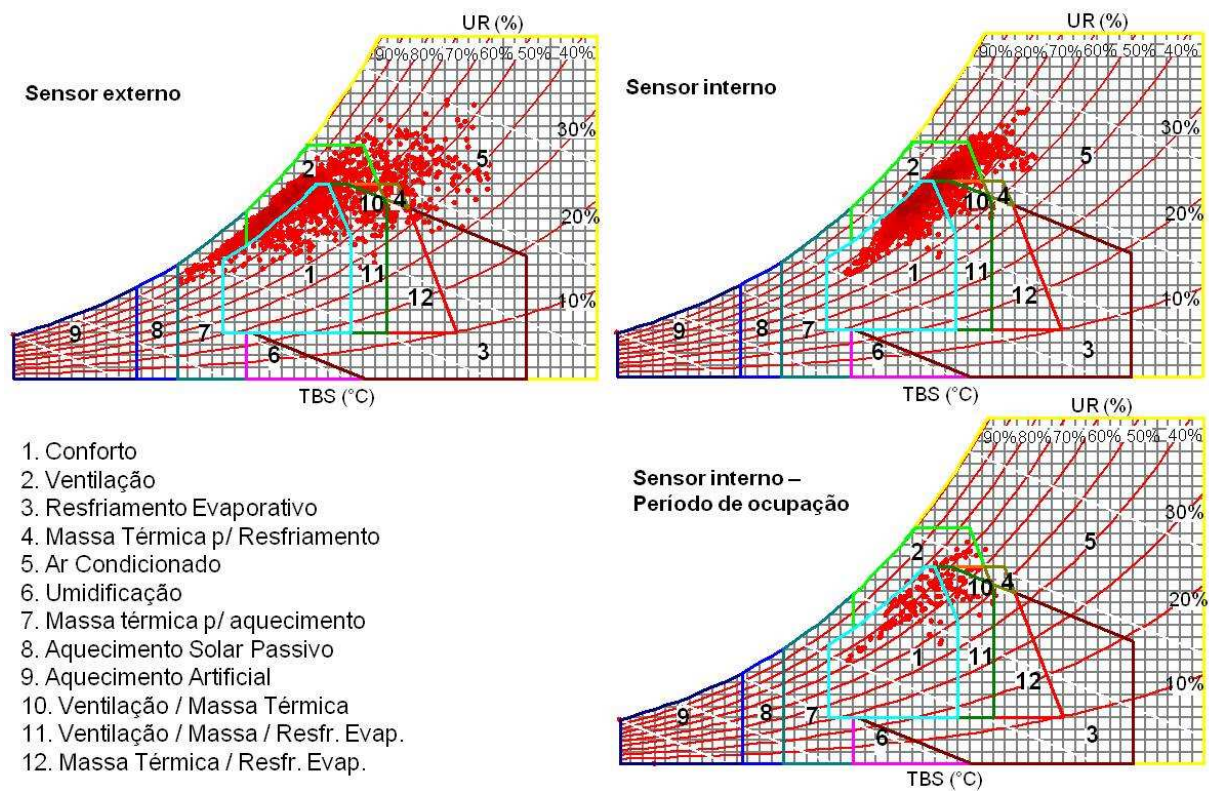 UR (%)
90% 80% 70% 60% 50% 40%
Sensor externo
30%
5
2
20%
4
10
1
11
12
10%
9
8
7
3
6
TBS (°C)
UR (%)
90% 80% 70% 60% 50% 40%
Sensor interno
30%
5
2
20%
4
10
1
11
12
10%
9
8
7
3
6
TBS (°C)
1. Conforto
2. Ventilação
3. Resfriamento Evaporativo
4. Massa Térmica p/ Resfriamento
5. Ar Condicionado
6. Umidificação
7. Massa térmica p/ aquecimento
8. Aquecimento Solar Passivo
9. Aquecimento Artificial
10. Ventilação / Massa Térmica
11. Ventilação / Massa / Resfr. Evap.
12. Massa Térmica / Resfr. Evap.
UR (%)
90% 80% 70% 60% 50% 40%
Sensor interno –
Período de ocupação
30%
5
2
4
10
20%
1
11
12
10%
9
8
7
3
6
TBS (°C)